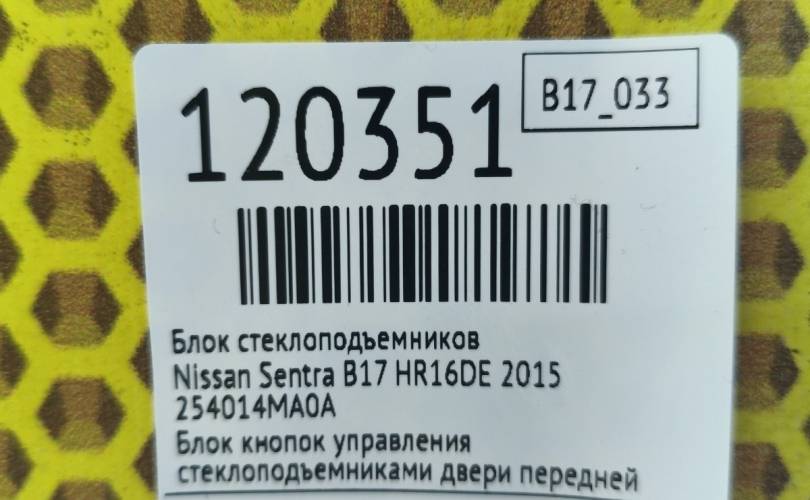 120351
B17_033
Блок стеклоподъемников
Nissan Sentra B17 HR16DE 2015
254014MA0A
Блок кнопок управления
стеклоподъемниками двери передней